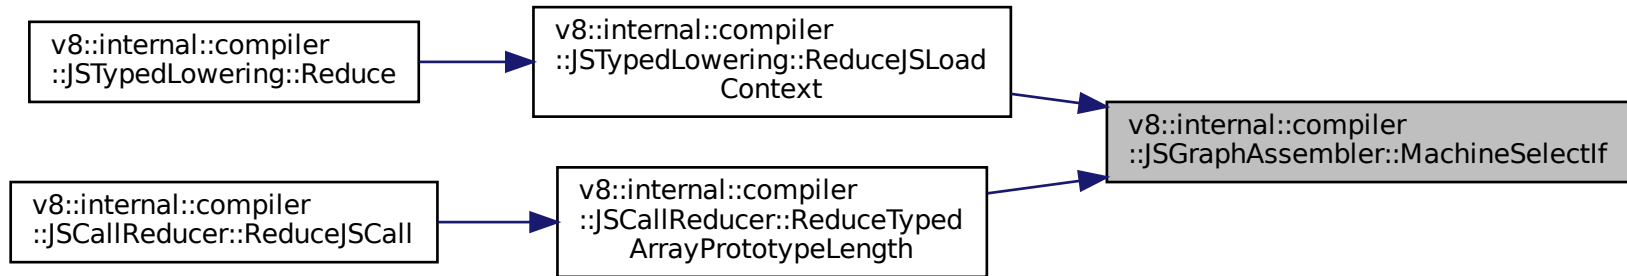 v8::internal::compiler
::JSTypedLowering::Reduce
v8::internal::compiler
::JSTypedLowering::ReduceJSLoad
Context
v8::internal::compiler
::JSGraphAssembler::MachineSelectIf
v8::internal::compiler
::JSCallReducer::ReduceJSCall
v8::internal::compiler
::JSCallReducer::ReduceTyped
ArrayPrototypeLength